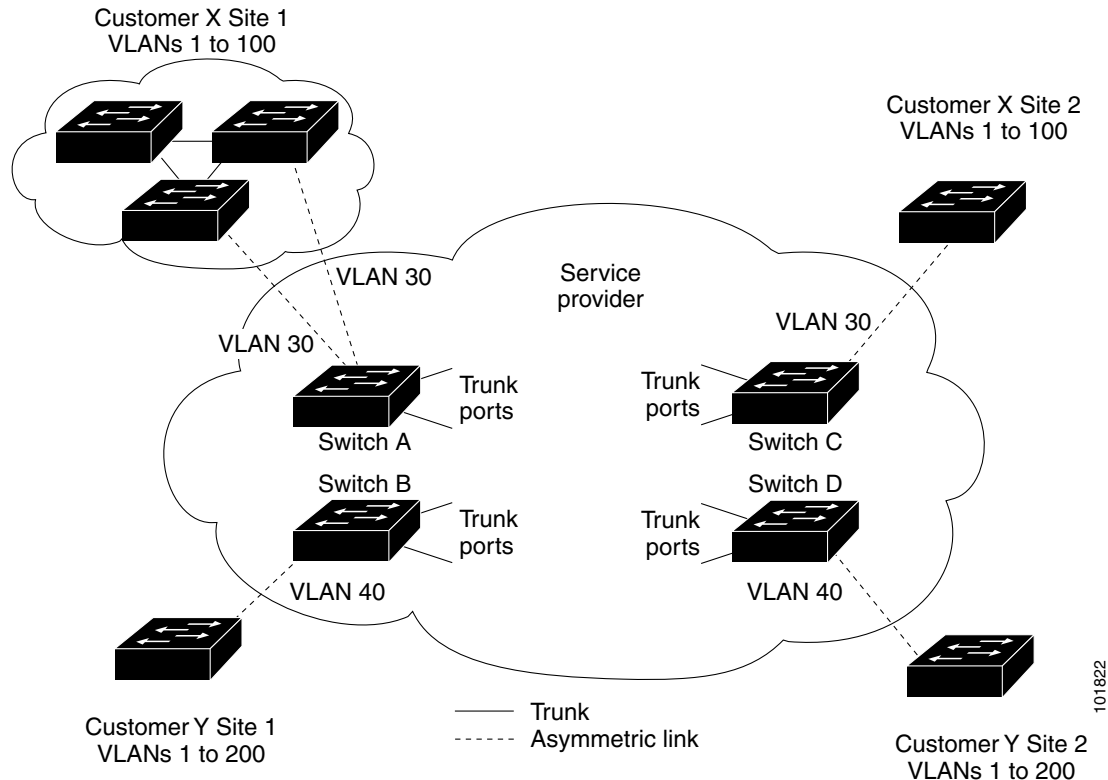 Customer X Site 1
VLANs 1 to 100
Customer X Site 2
VLANs 1 to 100
VLAN 30
Service
provider
VLAN 30
VLAN 30
Trunk
ports
Trunk
ports
Switch A
Switch C
Switch B
Switch D
Trunk
ports
Trunk
ports
VLAN 40
VLAN 40
Customer Y Site 1
VLANs 1 to 200
Trunk
Asymmetric link
Customer Y Site 2
VLANs 1 to 200
101822